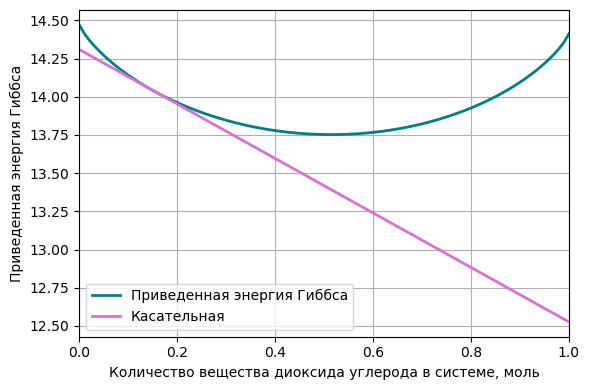 14.50
14.25
14.00
13.75
13.50
13.25
13.00
12.75
12.50
Приведенная энергия Гиббса
Приведенная энергия Гиббса
Касательная
0.0 0.2 0.4 0.6 0.8 1.0
Количество вещества диоксида углерода в системе, моль